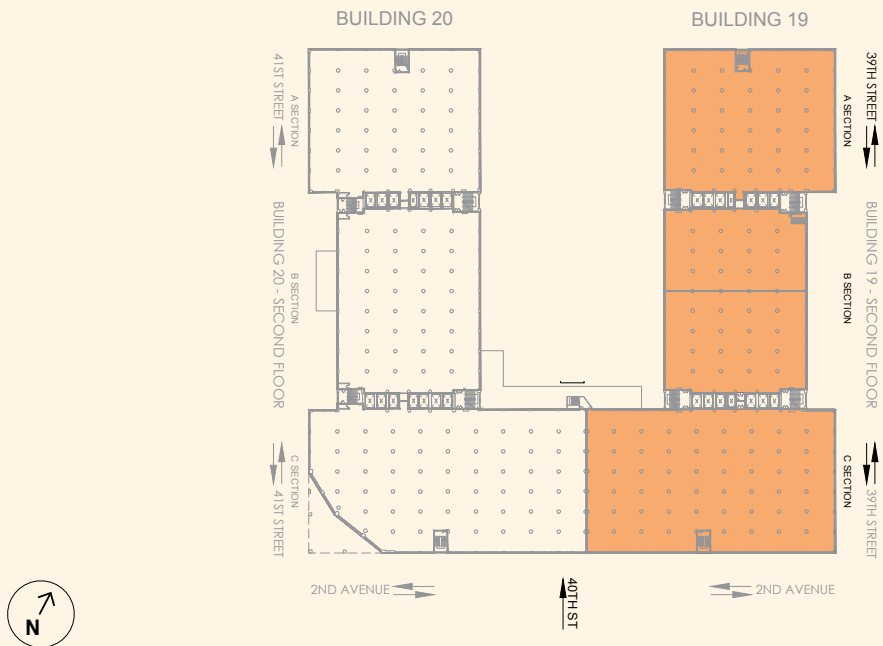 BUILDING 20
BUILDING 19
41ST STREET
A SECTION
BUILDING 20 - SECOND FLOOR
B SECTION
C SECTION
41ST STREET
A SECTION
39TH STREET
B SECTION
BUILDING 19 - SECOND FLOOR
C SECTION
39TH STREET
2ND AVENUE
40TH ST
2ND AVENUE
N